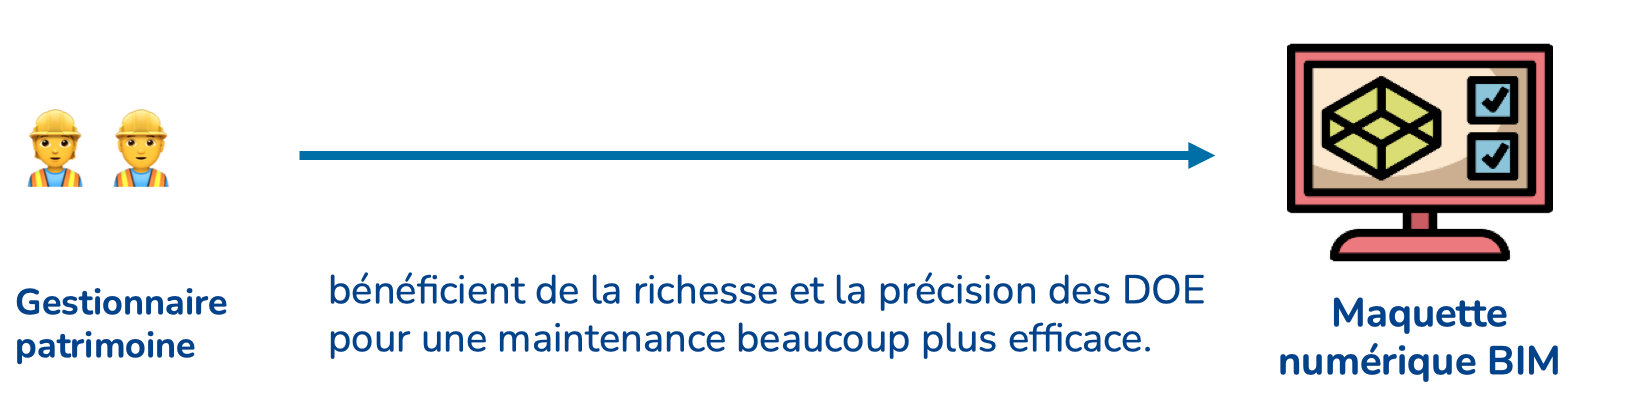 Gestionnaire
patrimoine
bénéficient de la richesse et la précision des DOE
pour une maintenance beaucoup plus efficace.
Maquette
numérique BIM